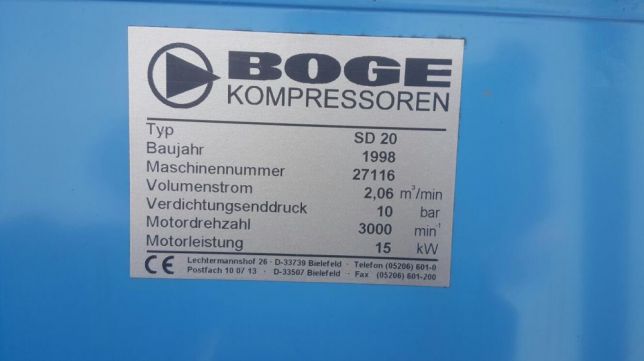 BOGE
KOMPRESSOREN
Typ SD 20
Baujahr 1998
Maschinennummer 27116
Volumenstrom 2,06 m³/min
Verdichtungsenddruck 10 bar
Motordrehzahl 3000 min⁻¹
Motorleistung 15 kW
CE Lechtermannshof 26 · D-33739 Bielefeld · Telefon (05206) 601-0
Postfach 10 07 13 · D-33507 Bielefeld · Fax (05206) 601-200